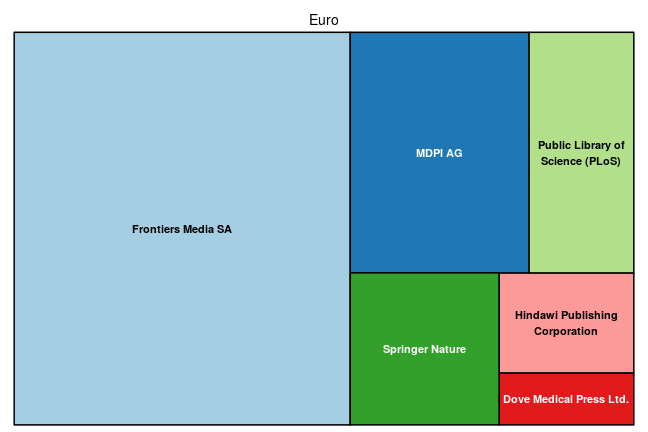 Euro
Frontiers Media SA
MDPI AG
Public Library of
Science (PLoS)
Springer Nature
Hindawi Publishing
Corporation
Dove Medical Press Ltd.